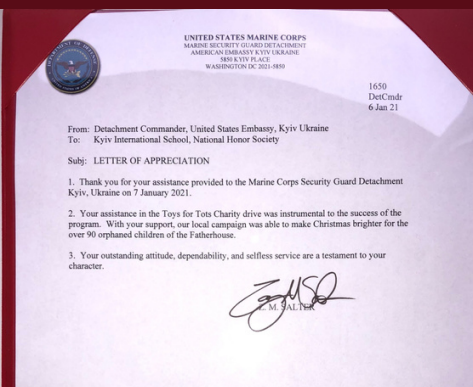 UNITED STATES MARINE CORPS
MARINE SECURITY GUARD DETACHMENT
AMERICAN EMBASSY KYIV UKRAINE
5850 KYIV PLACE
WASHINGTON DC 2021-5850
1650
DetCmdr
6 Jan 21
From: Detachment Commander, United States Embassy, Kyiv Ukraine
To: Kyiv International School, National Honor Society
Subj: LETTER OF APPRECIATION
1. Thank you for your assistance provided to the Marine Corps Security Guard Detachment
Kyiv, Ukraine on 7 January 2021.
2. Your assistance in the Toys for Tots Charity drive was instrumental to the success of the
program. With your support, our local campaign was able to make Christmas brighter for the
over 90 orphaned children of the Fatherhouse.
3. Your outstanding attitude, dependability, and selfless service are a testament to your
character.
M. SALTER